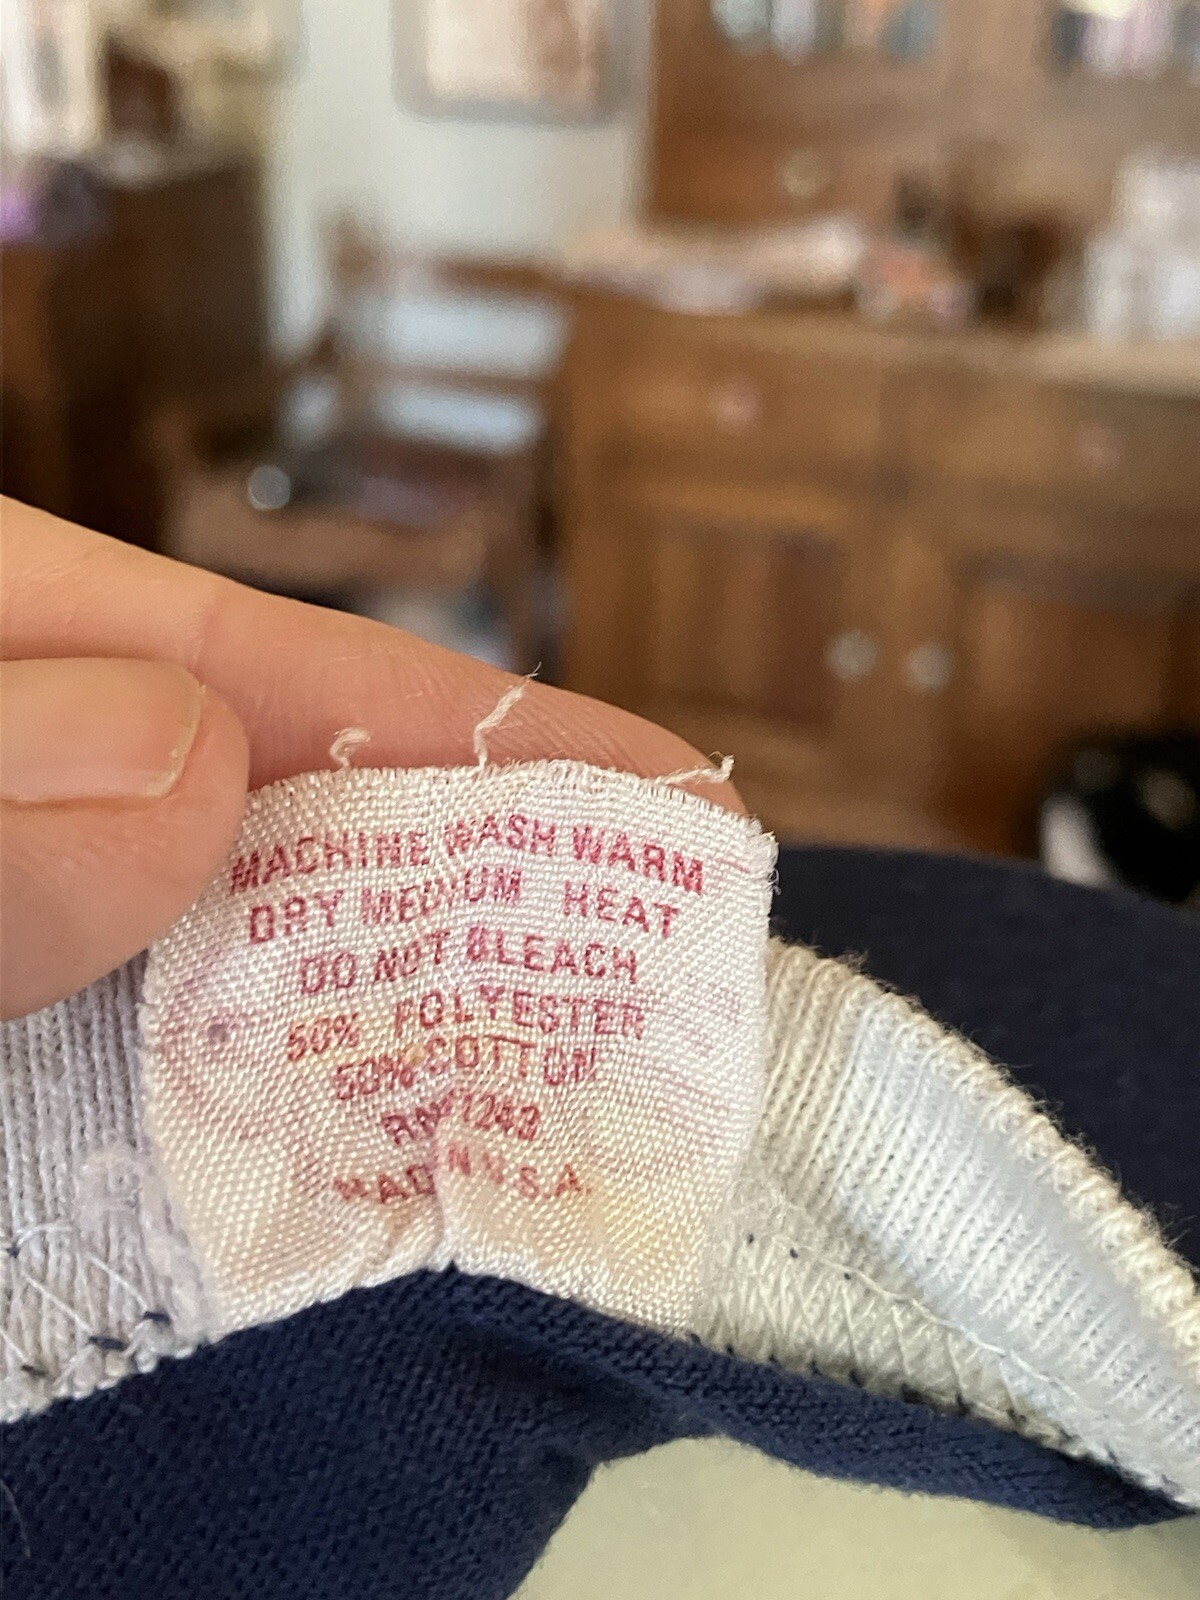 MACHINE WASH WARM
DRY MEDIUM HEAT
DO NOT BLEACH
50% POLYESTER
50% COTTON
U.S.A.